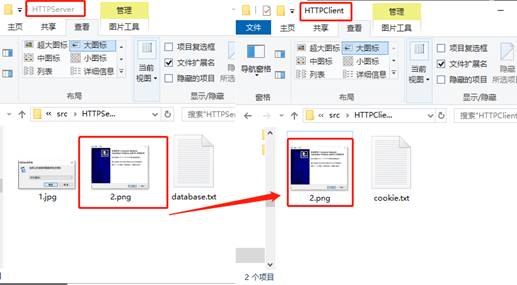 HTTPServer
管理
主页
共享
查看
图片工具
超大图标
大图标
中图标
小图标
列表
详细信息
布局
当前
视图
项目复选框
文件扩展名
隐藏的项目
显示/隐藏
« src HTTPSe...
搜索"HTTPSer
1.jpg
2.png
database.txt
HTTPClient
管理
文件
主页
共享
查看
图片工具
导航窗格
窗格
超大图标
大图标
中图标
小图标
列表
详细信息
布局
当前
视图
项目复选框
文件扩展名
隐藏的项目
隐藏
所选
显示/隐藏
« src HTTPClie...
搜索"HTTPClient
2.png
cookie.txt
2 个项目